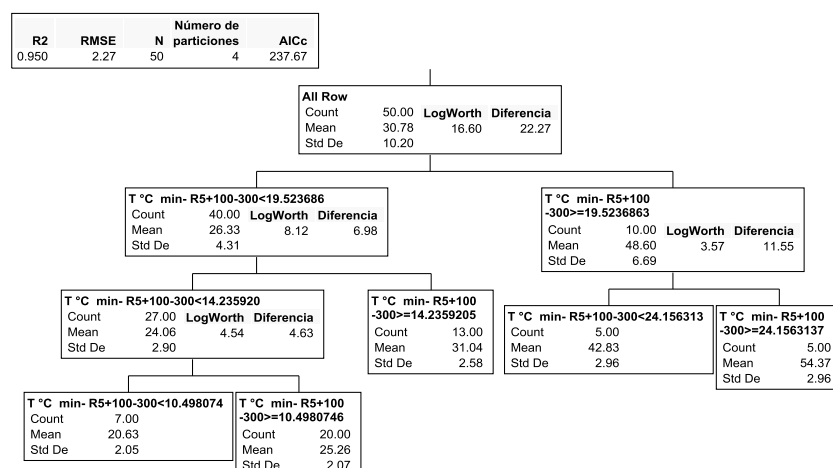 Número de
R2 RMSE N particiones AICc
0.950 2.27 50 4 237.67
All Row
Count 50.00 LogWorth Diferencia
Mean 30.78 16.60 22.27
Std De 10.20
T °C min- R5+100-300<19.523686
Count 40.00 LogWorth Diferencia
Mean 26.33 8.12 6.98
Std De 4.31
T °C min- R5+100
-300>=19.5236863
Count 10.00 LogWorth Diferencia
Mean 48.60 3.57 11.55
Std De 6.69
T °C min- R5+100-300<14.235920
Count 27.00 LogWorth Diferencia
Mean 24.06 4.54 4.63
Std De 2.90
T °C min- R5+100
-300>=14.2359205
Count 13.00
Mean 31.04
Std De 2.58
T °C min- R5+100-300<24.156313
Count 5.00
Mean 42.83
Std De 2.96
T °C min- R5+100
-300>=24.1563137
Count 5.00
Mean 54.37
Std De 2.96
T °C min- R5+100-300<10.498074
Count 7.00
Mean 20.63
Std De 2.05
T °C min- R5+100
-300>=10.4980746
Count 20.00
Mean 25.26
Std De 2.07